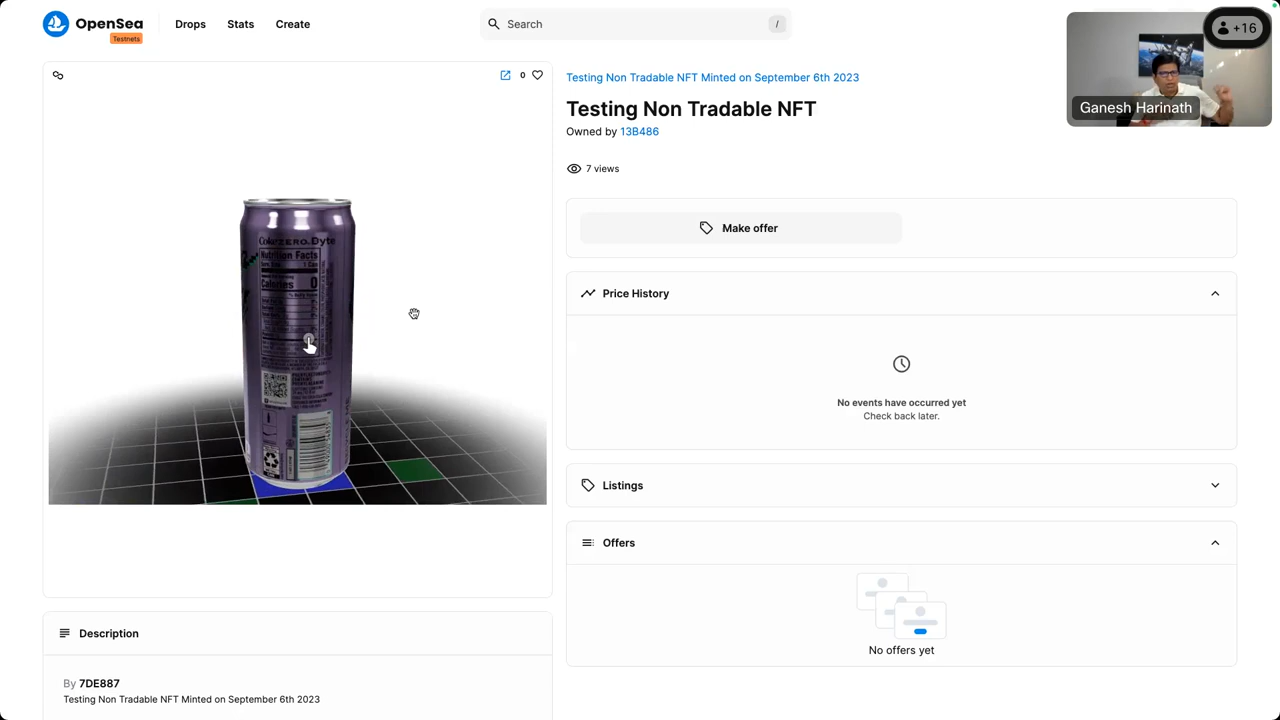 OpenSea
Testnets
Drops
Stats
Create
Search
/
+16
Ganesh Harinath
0
Testing Non Tradable NFT Minted on September 6th 2023
Testing Non Tradable NFT
Owned by 13B486
7 views
Make offer
Price History
No events have occurred yet
Check back later.
Listings
Offers
No offers yet
Nutrition Facts
Calories 0
Description
By 7DE887
Testing Non Tradable NFT Minted on September 6th 2023